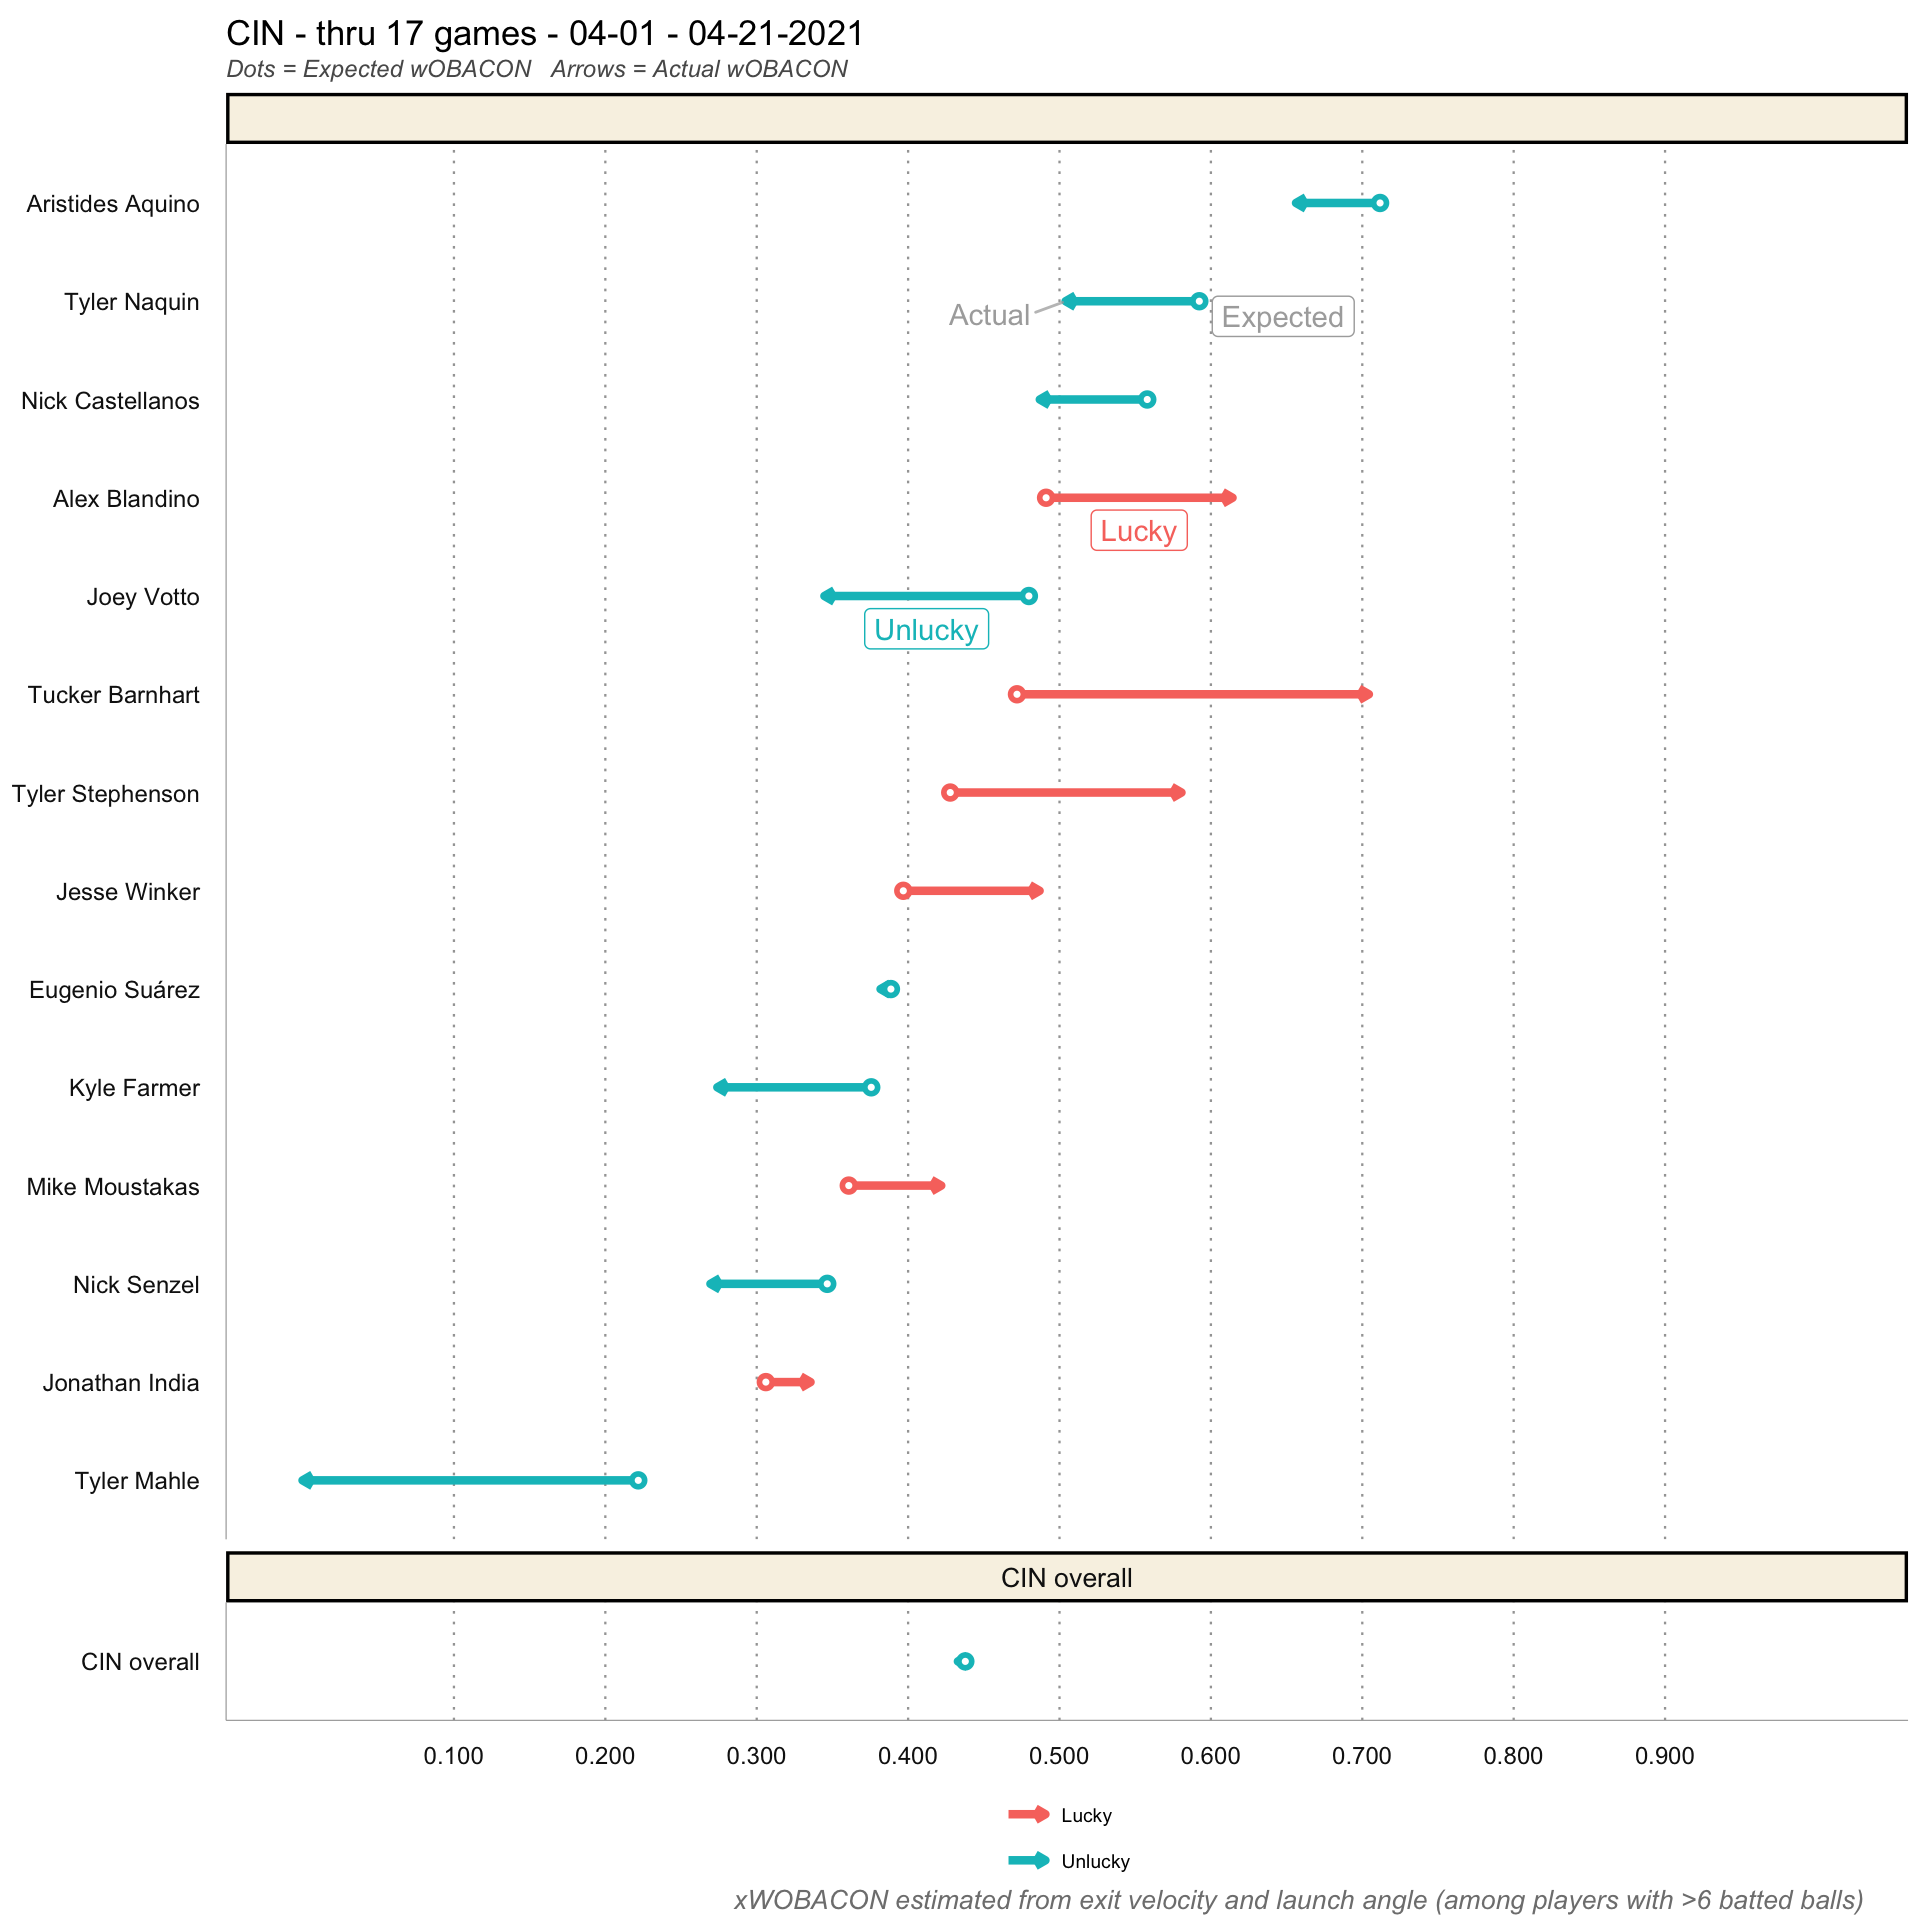 CIN - thru 17 games - 04-01 - 04-21-2021
Dots = Expected wOBACON   Arrows = Actual wOBACON
Aristides Aquino
Tyler Naquin
Actual
Expected
Nick Castellanos
Alex Blandino
Lucky
Joey Votto
Unlucky
Tucker Barnhart
Tyler Stephenson
Jesse Winker
Eugenio Suárez
Kyle Farmer
Mike Moustakas
Nick Senzel
Jonathan India
Tyler Mahle
CIN overall
CIN overall
0.100 0.200 0.300 0.400 0.500 0.600 0.700 0.800 0.900
Lucky
Unlucky
xWOBACON estimated from exit velocity and launch angle (among players with >6 batted balls)